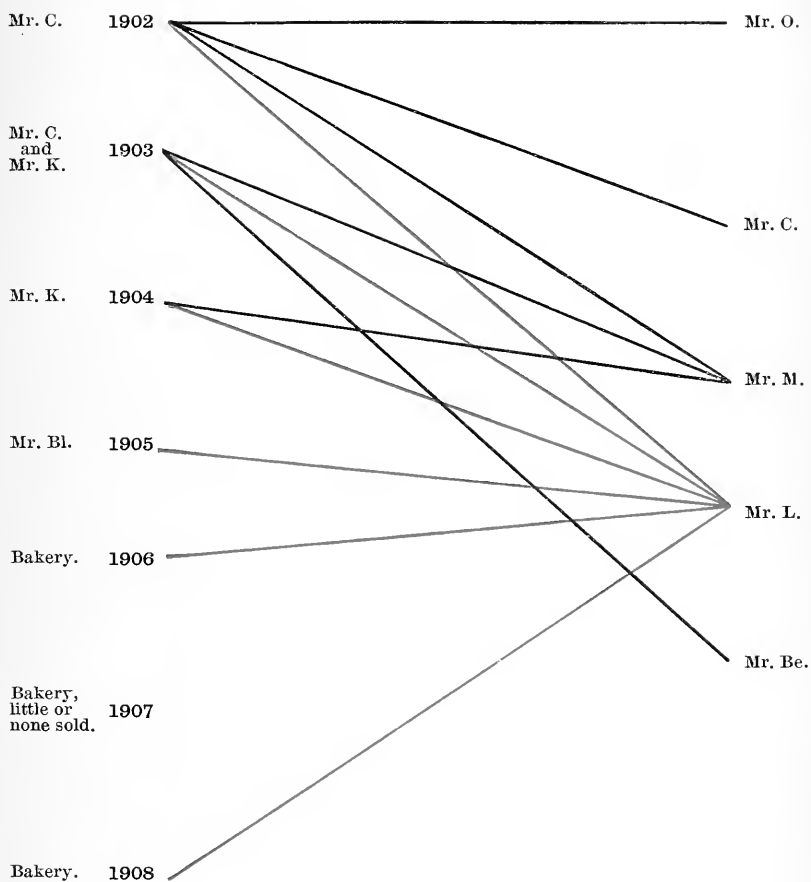 Mr. C. 1902 Mr. O.
Mr. C.
and
Mr. K.
1903
Mr. C.
Mr. K. 1904
Mr. M.
Mr. Bl. 1905
Mr. L.
Bakery. 1906
Mr. Be.
Bakery,
little or
none sold.
1907
Bakery. 1908